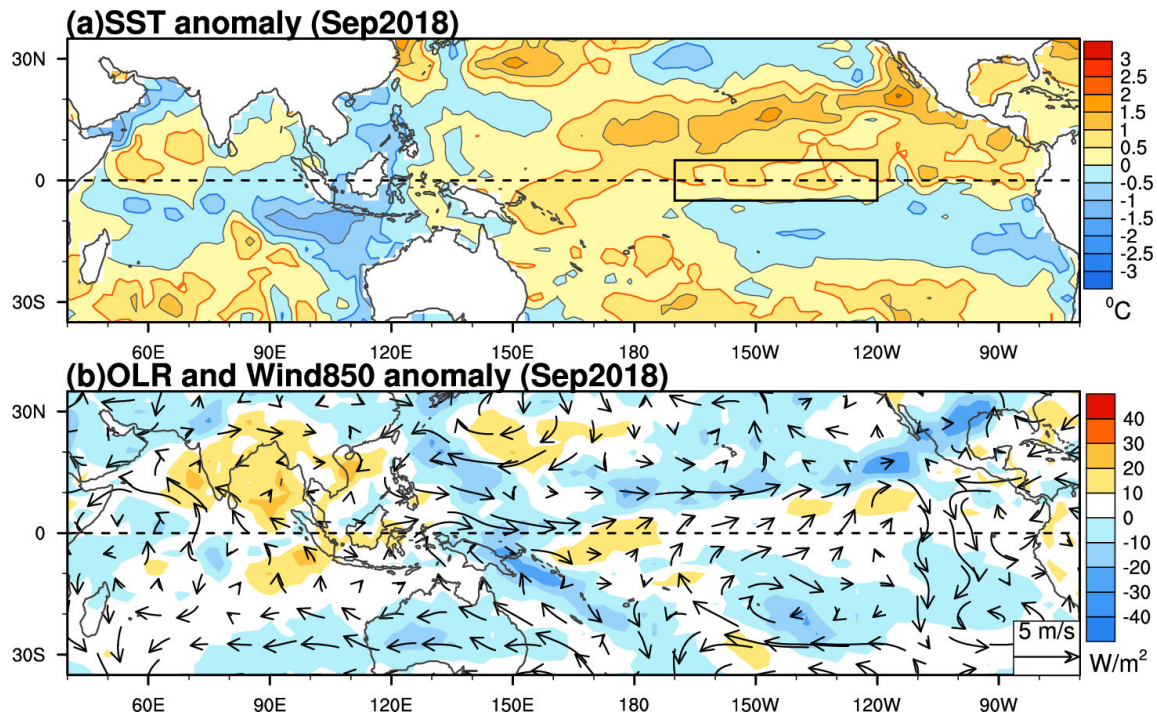 (a)SST anomaly (Sep2018)
30N
0
30S
60E 90E 120E 150E 180 150W 120W 90W
3
2.5
2
1.5
1
0.5
0
-0.5
-1
-1.5
-2
-2.5
-3
⁰C
(b)OLR and Wind850 anomaly (Sep2018)
30N
0
30S
60E 90E 120E 150E 180 150W 120W 90W
5 m/s
40
30
20
10
0
-10
-20
-30
-40
W/m²